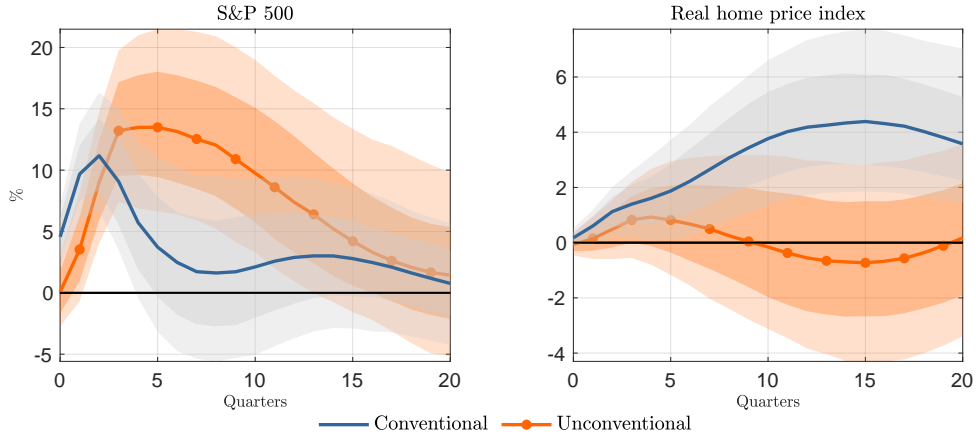 S&P 500
Real home price index
20
15
10
5
0
-5
%
6
4
2
0
-2
-4
0 5 10 15 20
0 5 10 15 20
Quarters
Quarters
Conventional Unconventional